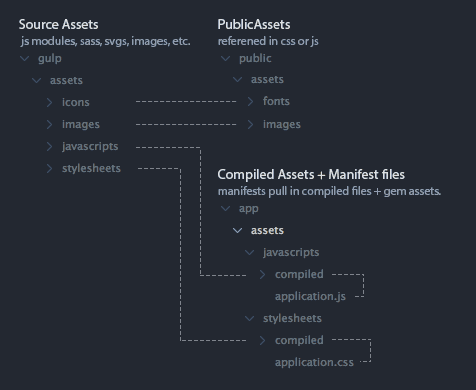 Source Assets
js modules, sass, svgs, images, etc.
gulp
assets
icons
images
javascripts
stylesheets
PublicAssets
referened in css or js
public
assets
fonts
images
Compiled Assets + Manifest files
manifests pull in compiled files + gem assets.
app
assets
javascripts
compiled
application.js
stylesheets
compiled
application.css